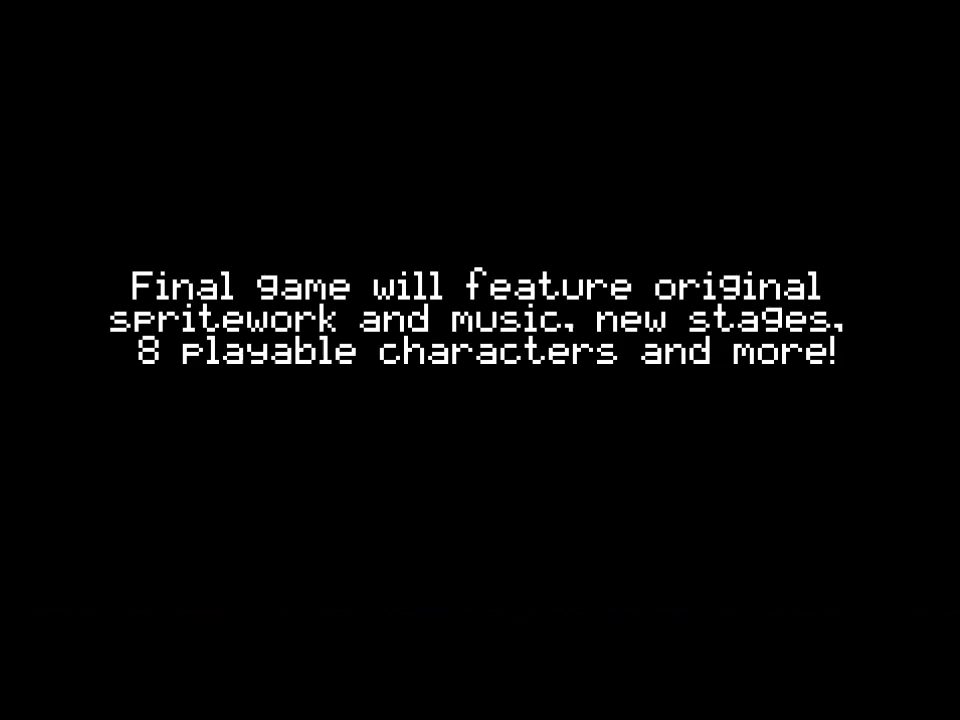 Final game will feature original
spritework and music, new stages,
8 playable characters and more!